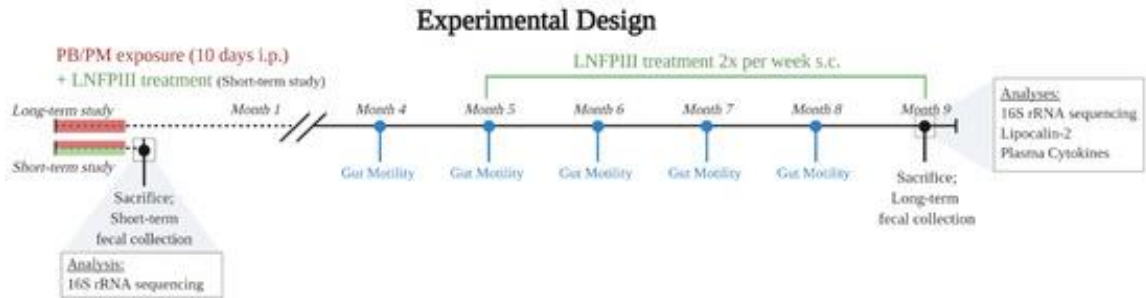 Experimental Design
PB/PM exposure (10 days i.p.)
+ LNFPIII treatment (Short-term study)
LNFPIII treatment 2x per week s.c.
Long-term study
Month 1
Month 4
Month 5
Month 6
Month 7
Month 8
Month 9
Short-term study
Gut Motility
Gut Motility
Gut Motility
Gut Motility
Gut Motility
Sacrifice;
Short-term
fecal collection
Sacrifice;
Long-term
fecal collection
Analysis:
16S rRNA sequencing
Analyses:
16S rRNA sequencing
Lipocalin-2
Plasma Cytokines